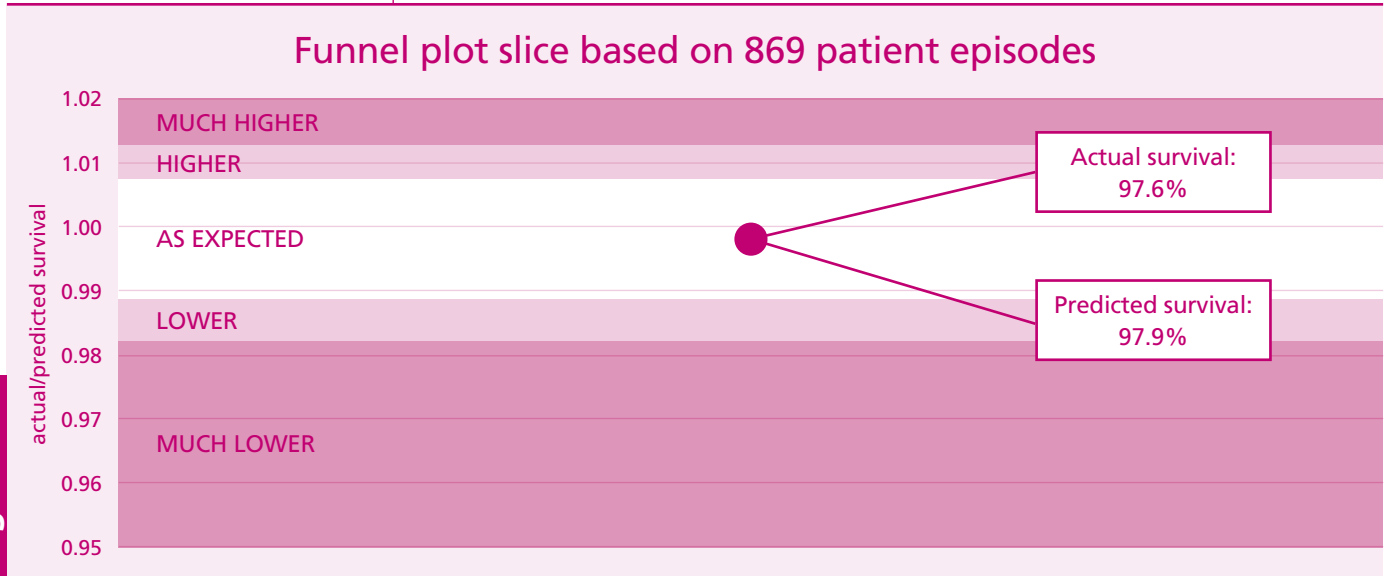 Funnel plot slice based on 869 patient episodes
1.02
MUCH HIGHER
1.01
HIGHER
Actual survival:
97.6%
1.00
AS EXPECTED
0.99
LOWER
Predicted survival:
97.9%
0.98
0.97
MUCH LOWER
0.96
0.95
actual/predicted survival